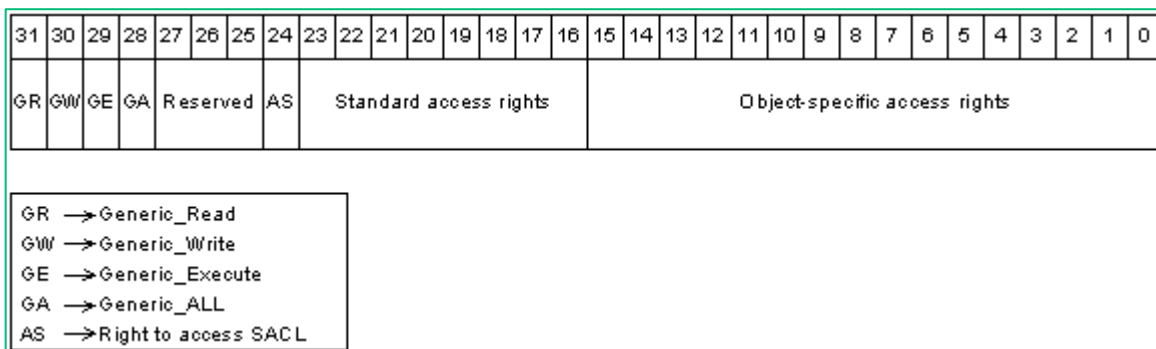 31 30 29 28 27 26 25 24 23 22 21 20 19 18 17 16 15 14 13 12 11 10 9 8 7 6 5 4 3 2 1 0
GR GW GE GA Reserved AS Standard access rights Object-specific access rights
GR → Generic_Read
GW → Generic_Write
GE → Generic_Execute
GA → Generic_ALL
AS → Right to access SACL